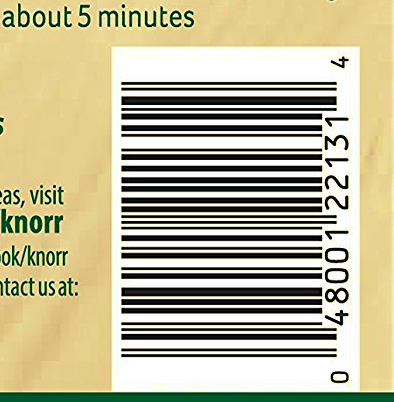 about 5 minutes
eas, visit
knorr
ook/knorr
ntact us at:
0 48001 22131 4